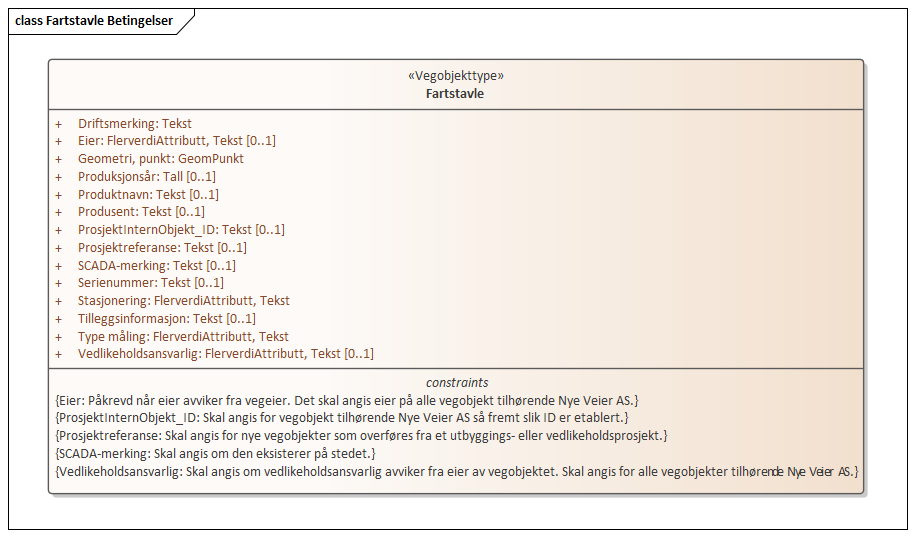 class Fartstavle Betingelser
«Vegobjekttype»
Fartstavle
+ Driftsmerking: Tekst
+ Eier: FlerverdiAttributt, Tekst [0..1]
+ Geometri, punkt: GeomPunkt
+ Produksjonsår: Tall [0..1]
+ Produktnavn: Tekst [0..1]
+ Produsent: Tekst [0..1]
+ ProsjektInternObjekt_ID: Tekst [0..1]
+ Prosjektreferanse: Tekst [0..1]
+ SCADA-merking: Tekst [0..1]
+ Serienummer: Tekst [0..1]
+ Stasjonering: FlerverdiAttributt, Tekst
+ Tilleggsinformasjon: Tekst [0..1]
+ Type måling: FlerverdiAttributt, Tekst
+ Vedlikeholdsansvarlig: FlerverdiAttributt, Tekst [0..1]
constraints
{Eier: Påkrevd når eier avviker fra vegeier. Det skal angis eier på alle vegobjekt tilhørende Nye Veier AS.}
{ProsjektInternObjekt_ID: Skal angis for vegobjekt tilhørende Nye Veier AS så fremt slik ID er etablert.}
{Prosjektreferanse: Skal angis for nye vegobjekter som overføres fra et utbyggings- eller vedlikeholdsprosjekt.}
{SCADA-merking: Skal angis om den eksisterer på stedet.}
{Vedlikeholdsansvarlig: Skal angis om vedlikeholdsansvarlig avviker fra eier av vegobjektet. Skal angis for alle vegobjekter tilhørende Nye Veier AS.}